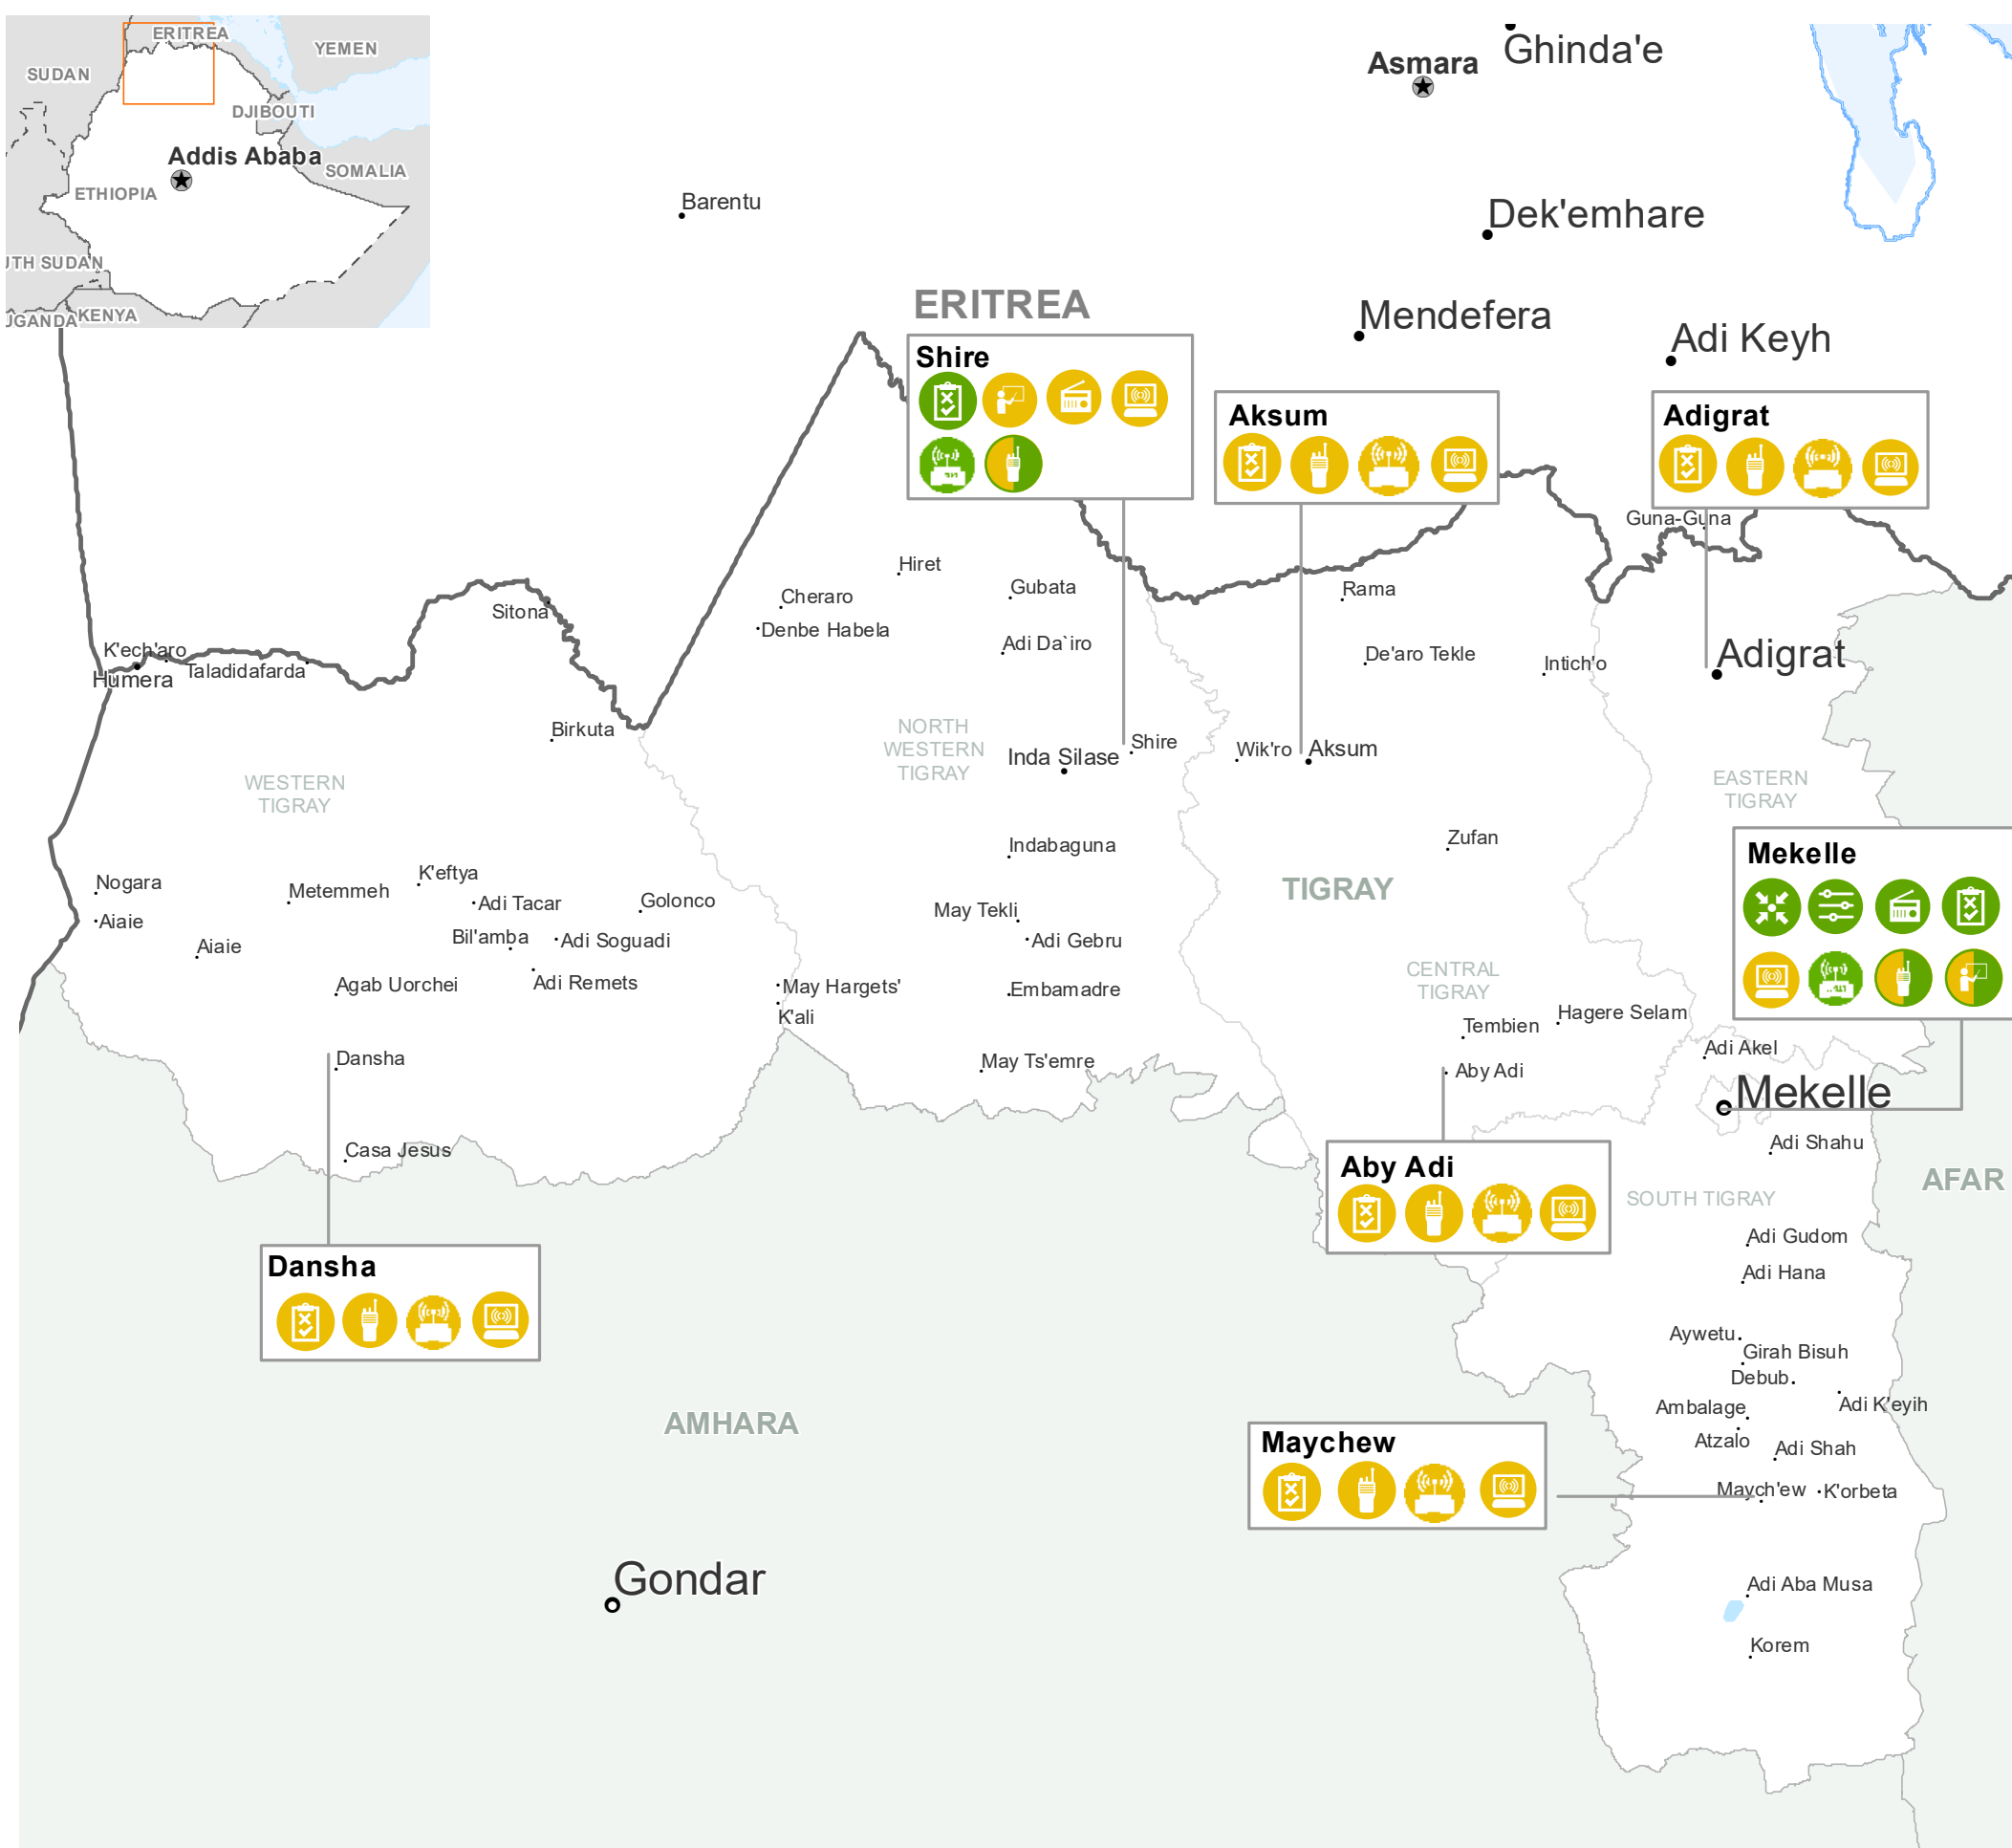 ERITREA
YEMEN
SUDAN
DJIBOUTI
Addis Ababa
SOMALIA
ETHIOPIA
UTH SUDAN
UGANDA
KENYA
Asmara
Ghinda'e
Barentu
Dek'emhare
ERITREA
Mendefera
Adi Keyh
Shire
Aksum
Adigrat
Guna-Guna
Hiret
Gubata
Rama
Cheraro
Sitona
Denbe Habela
Adi Da`iro
De'aro Tekle
Intich'o
Adigrat
K'ech'aro
Taladidafarda
Humera
Birkuta
NORTH
WESTERN
TIGRAY
Inda Silase
Shire
Wik'ro
Aksum
WESTERN
TIGRAY
EASTERN
TIGRAY
Indabaguna
Zufan
Mekelle
Nogara
Metemmeh
K'eftya
Adi Tacar
Golonco
TIGRAY
Aiaie
Aiaie
Bil'amba
Adi Soguadi
May Tekli
Adi Gebru
Agab Uorchei
Adi Remets
May Hargets'
K'ali
Embamadre
CENTRAL
TIGRAY
Hagere Selam
Tembien
Adi Akel
Dansha
May Ts'emre
Aby Adi
Mekelle
Casa Jesus
Adi Shahu
Aby Adi
AFAR
SOUTH TIGRAY
Adi Gudom
Adi Hana
Dansha
Aywetu
Girah Bisuh
Debub
Ambalage
Adi K'eyih
AMHARA
Atzalo
Adi Shah
Maychew
Maych'ew
K'orbeta
Gondar
Adi Aba Musa
Korem